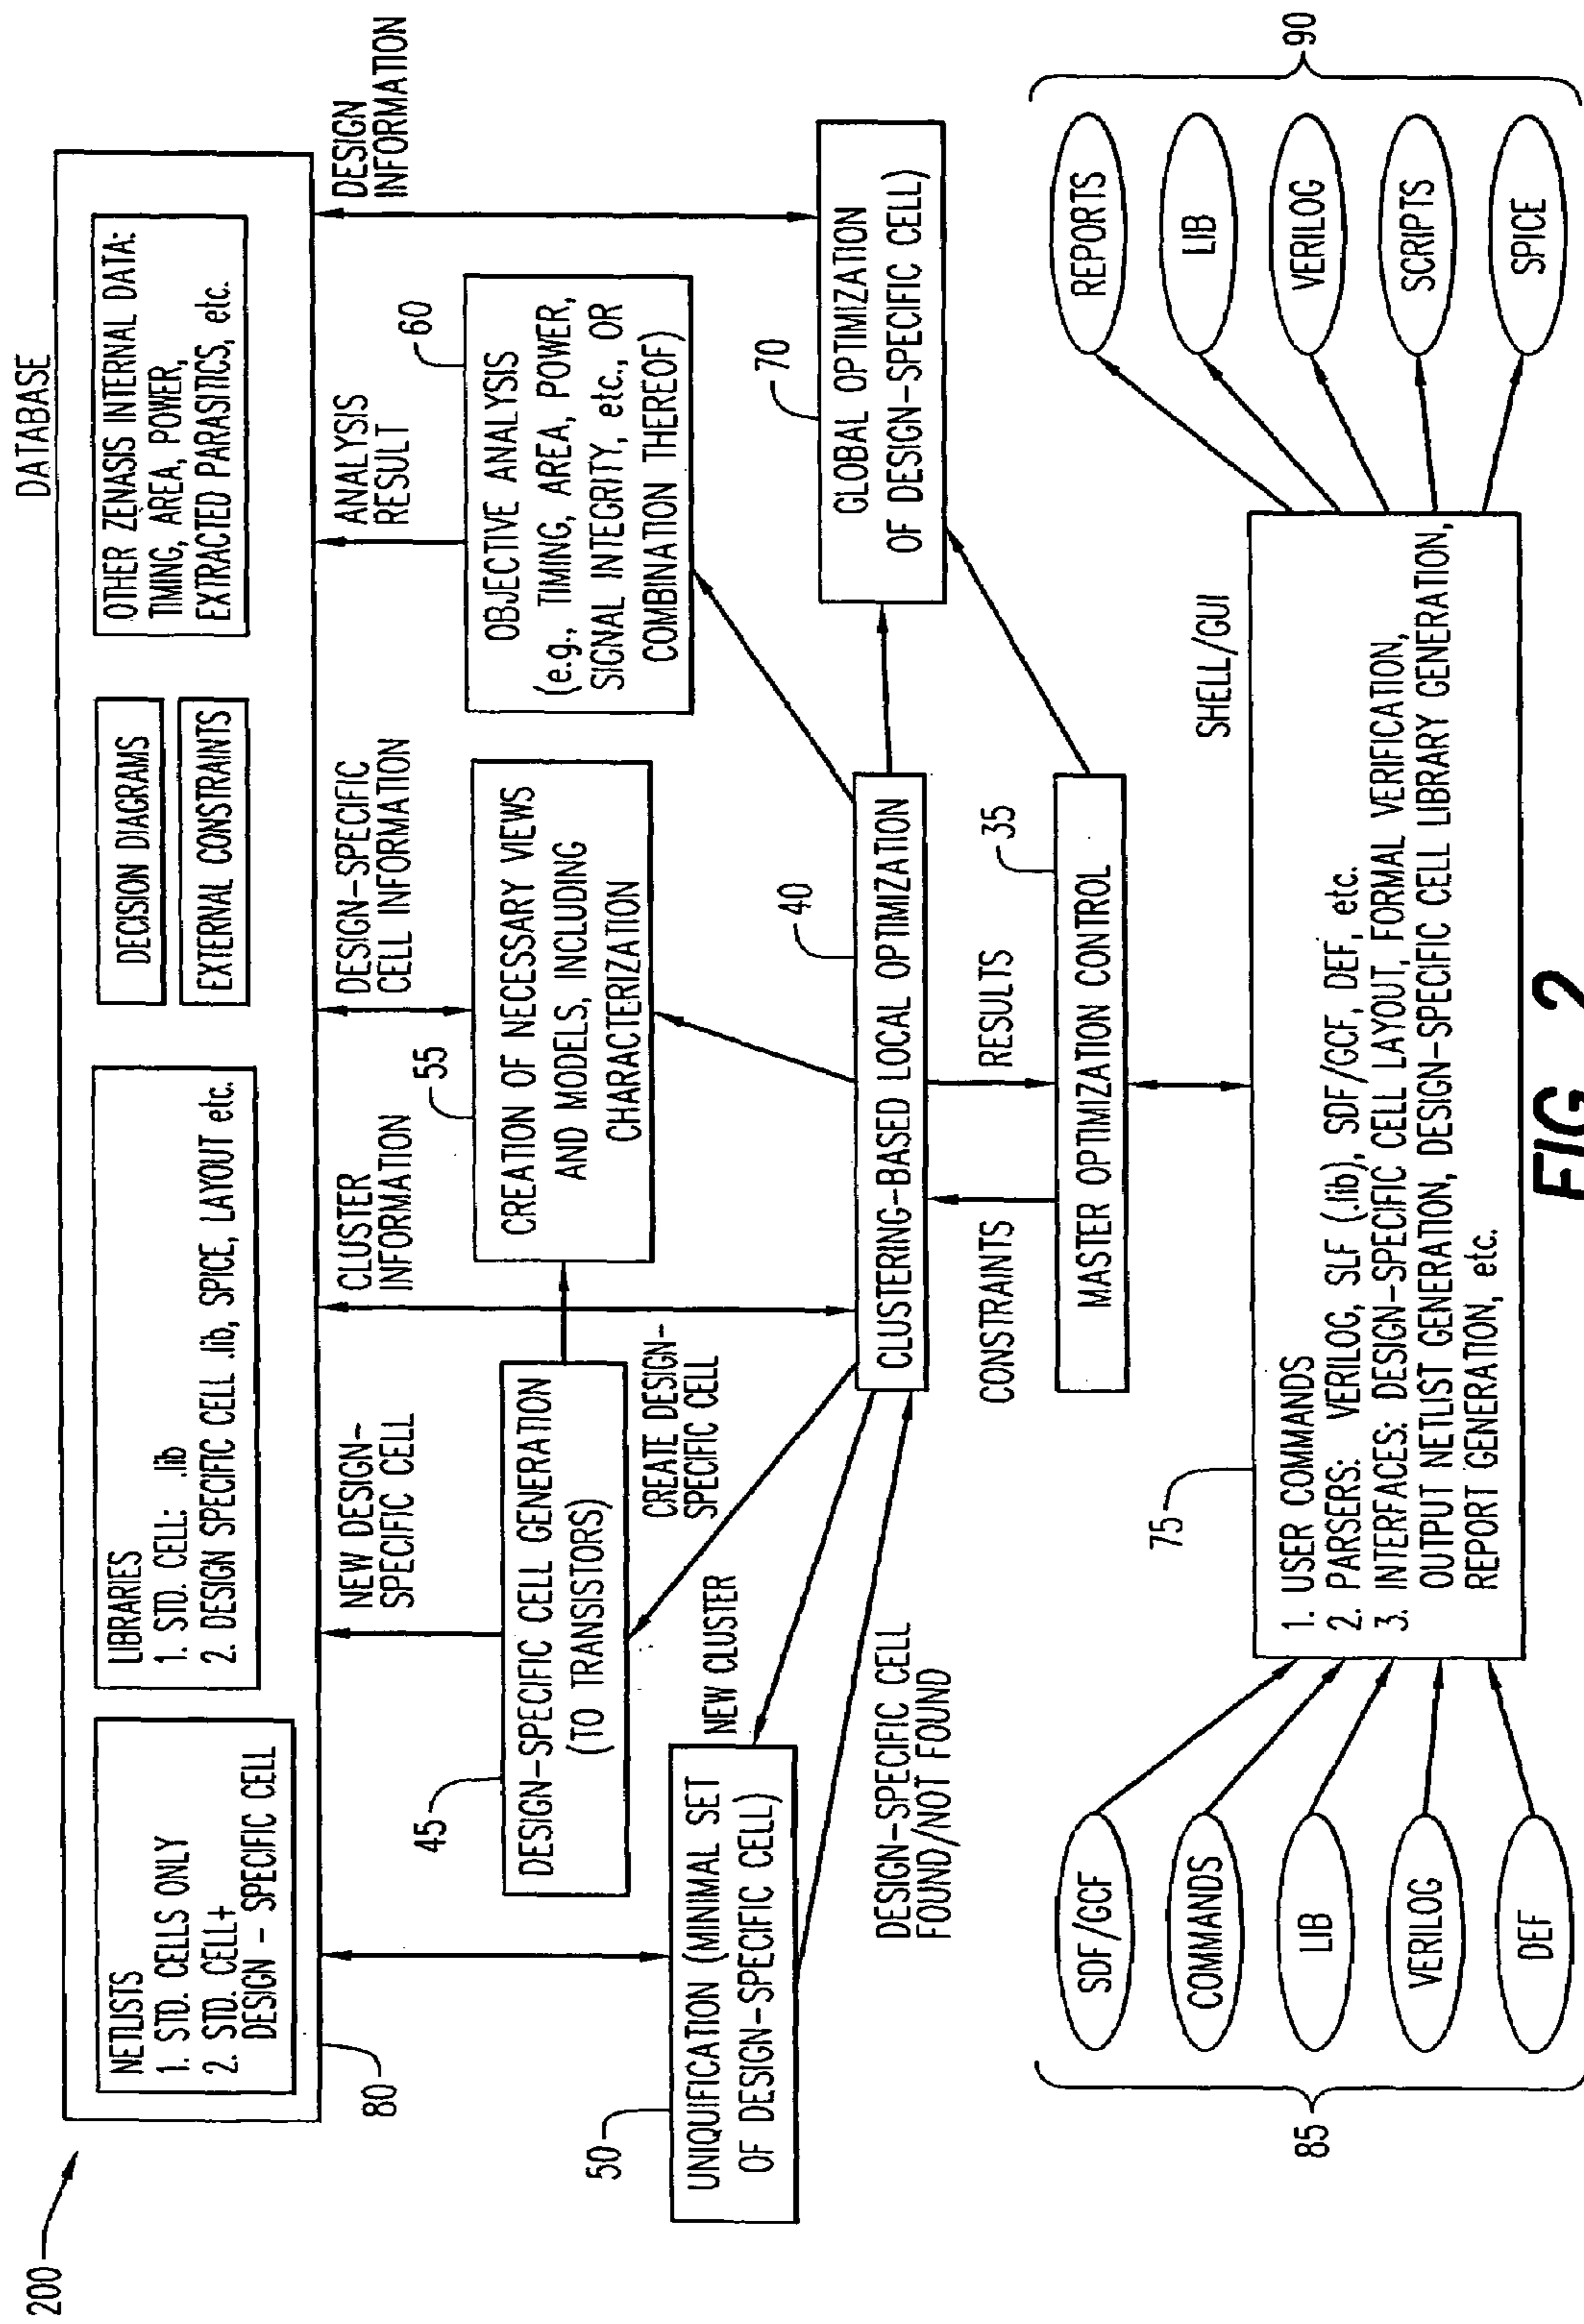 200
DATABASE
NETLISTS
1. STD. CELLS ONLY
2. STD. CELL+
DESIGN - SPECIFIC CELL
LIBRARIES
1. STD. CELL: .lib
2. DESIGN SPECIFIC CELL .lib, SPICE, LAYOUT etc.
DECISION DIAGRAMS
EXTERNAL CONSTRAINTS
OTHER ZENASIS INTERNAL DATA:
TIMING, AREA, POWER,
EXTRACTED PARASITICS, etc.
80
NEW DESIGN-
SPECIFIC CELL
CLUSTER
INFORMATION
DESIGN-SPECIFIC
CELL INFORMATION
ANALYSIS
RESULT
DESIGN
INFORMATION
45
DESIGN-SPECIFIC CELL GENERATION
(TO TRANSISTORS)
55
CREATION OF NECESSARY VIEWS
AND MODELS, INCLUDING
CHARACTERIZATION
60
OBJECTIVE ANALYSIS
(e.g., TIMING, AREA, POWER,
SIGNAL INTEGRITY, etc., OR
COMBINATION THEREOF)
50
UNIQUIFICATION (MINIMAL SET
OF DESIGN-SPECIFIC CELL)
NEW CLUSTER
CREATE DESIGN-
SPECIFIC CELL
DESIGN-SPECIFIC CELL
FOUND/NOT FOUND
40
CLUSTERING-BASED LOCAL OPTIMIZATION
70
GLOBAL OPTIMIZATION
OF DESIGN-SPECIFIC CELL)
CONSTRAINTS
RESULTS
35
MASTER OPTIMIZATION CONTROL
SHELL/GUI
75
1. USER COMMANDS
2. PARSERS: VERILOG, SLF (.lib), SDF/GCF, DEF, etc.
3. INTERFACES: DESIGN-SPECIFIC CELL LAYOUT, FORMAL VERIFICATION,
OUTPUT NETLIST GENERATION, DESIGN-SPECIFIC CELL LIBRARY GENERATION,
REPORT GENERATION, etc.
85
SDF/GCF
COMMANDS
LIB
VERILOG
DEF
REPORTS
LIB
VERILOG
SCRIPTS
SPICE
90
FIG. 2